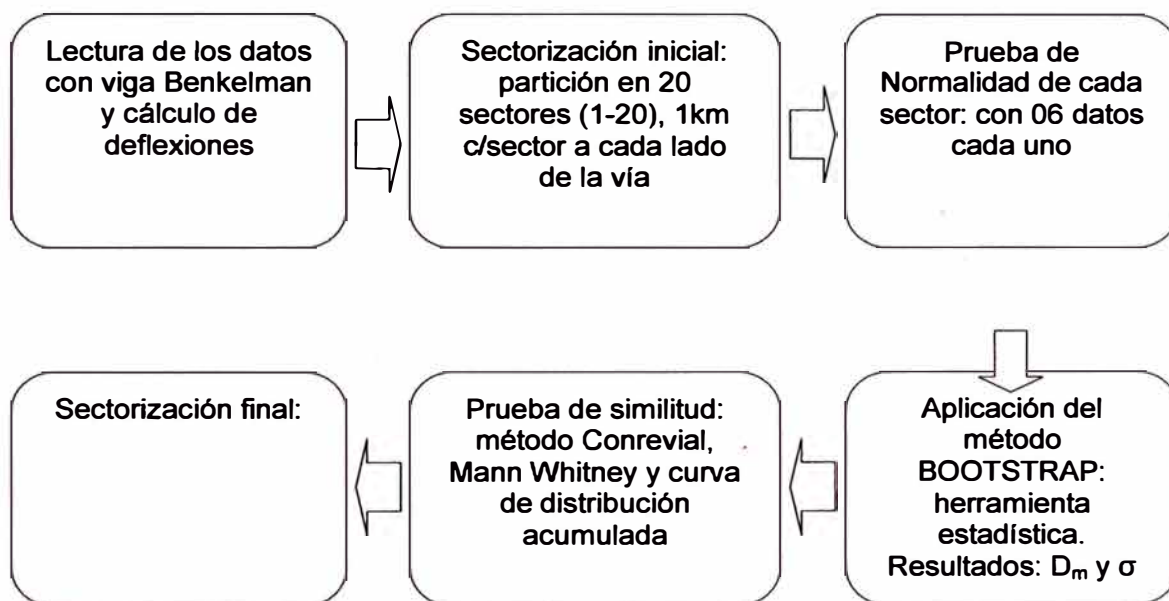 Lectura de los datos
con viga Benkelman
y cálculo de
deflexiones
Sectorización inicial:
partición en 20
sectores (1-20), 1km
c/sector a cada lado
de la vía
Prueba de
Normalidad de cada
sector: con 06 datos
cada uno
Aplicación del
método
BOOTSTRAP:
herramienta
estadística.
Resultados: Dₘ y σ
Prueba de similitud:
método Conrevial,
Mann Whitney y curva
de distribución
acumulada
Sectorización final: